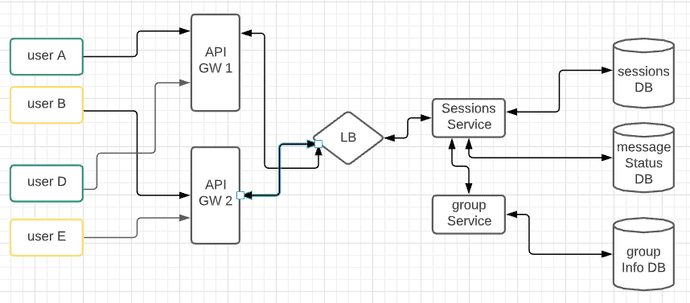 user A
user B
user D
user E
API
GW 1
API
GW 2
LB
Sessions
Service
group
Service
sessions
DB
message
Status
DB
group
Info DB